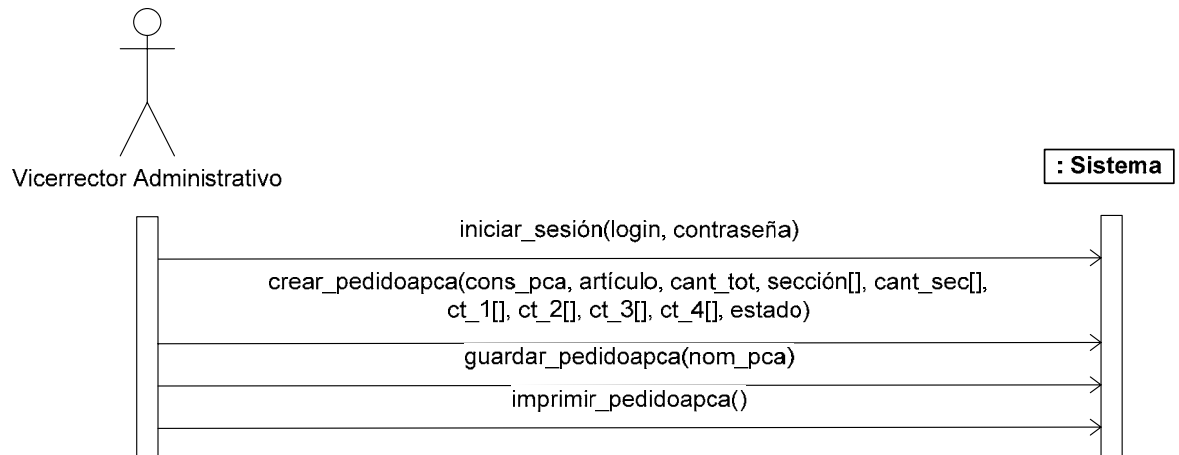 Vicerrector Administrativo
: Sistema
iniciar_sesión(login, contraseña)
crear_pedidoapca(cons_pca, artículo, cant_tot, sección[], cant_sec[],
ct_1[], ct_2[], ct_3[], ct_4[], estado)
guardar_pedidoapca(nom_pca)
imprimir_pedidoapca()